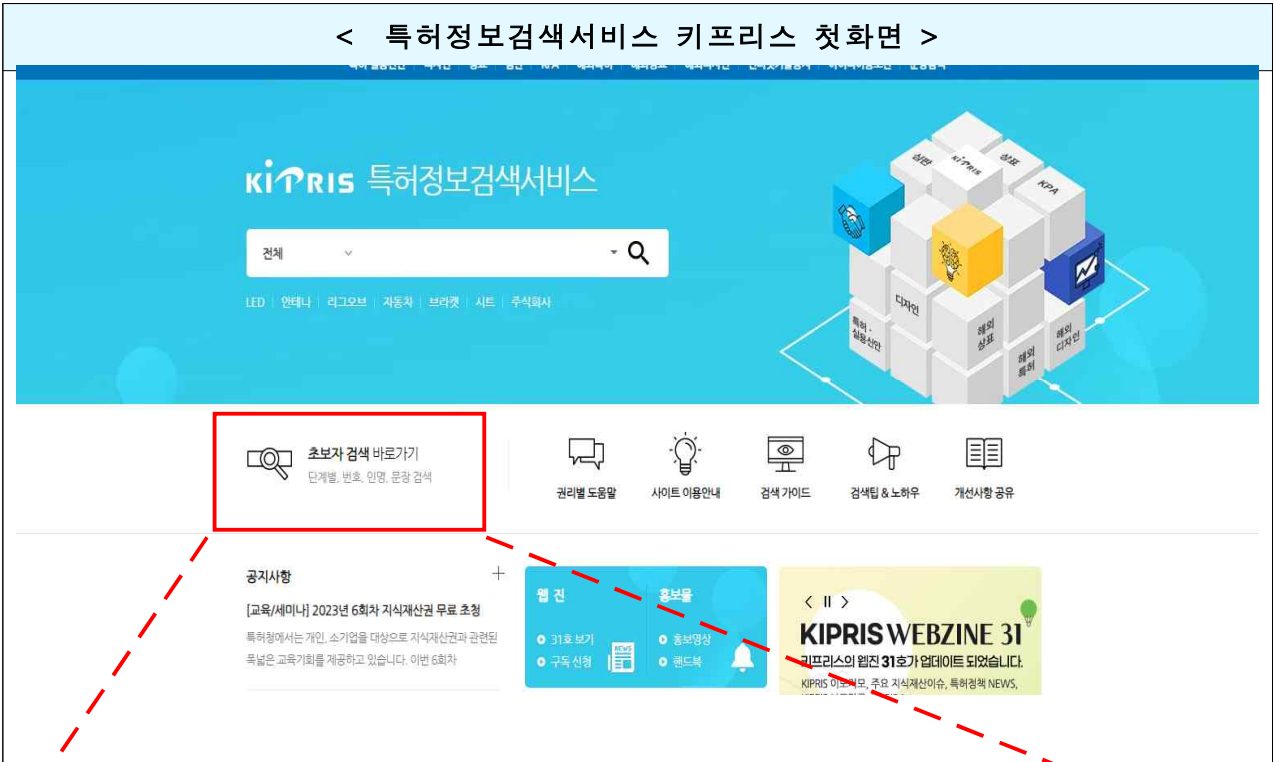 < 특허정보검색서비스 키프리스 첫화면 >
KIPRIS 특허정보검색서비스
전체
LED 안테나 리그오브 자동차 브라켓 시트 주식회사
심판
KIPRIS
상표
KPA
디자인
특허·
실용신안
해외
상표
해외
특허
해외
디자인
초보자 검색 바로가기
단계별, 번호, 인명, 문장 검색
권리별 도움말
사이트 이용안내
검색 가이드
검색팁 & 노하우
개선사항 공유
공지사항
[교육/세미나] 2023년 6회차 지식재산권 무료 초청
특허청에서는 개인, 소기업을 대상으로 지식재산권과 관련된
폭넓은 교육기회를 제공하고 있습니다. 이번 6회차
웹 진
31호 보기
구독 신청
NEWS
홍보물
홍보영상
핸드북
KIPRIS WEBZINE 31
키프리스의 웹진 31호가 업데이트 되었습니다.
KIPRIS 이모저모, 주요 지식재산이슈, 특허정책 NEWS,